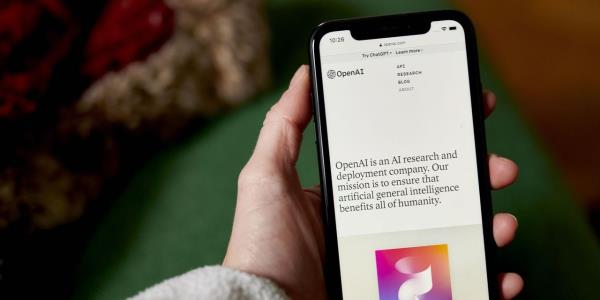 10:26
openai.com
Try ChatGPT Learn more
OpenAI
API
RESEARCH
BLOG
ABOUT
OpenAI is an AI research and
deployment company. Our
mission is to ensure that
artificial general intelligence
benefits all of humanity.